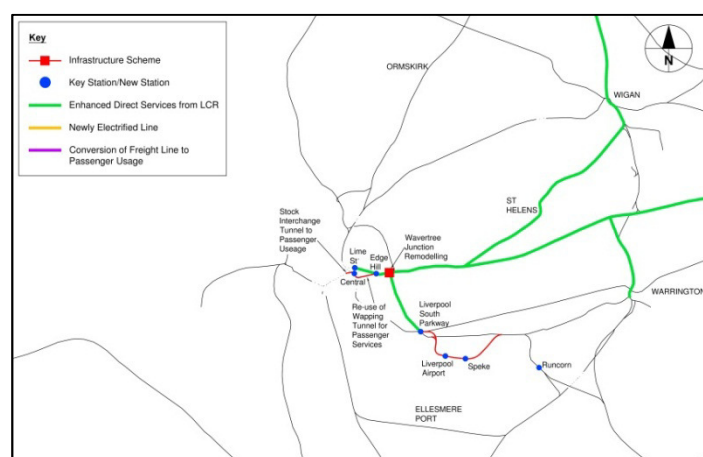 Key
Infrastructure Scheme
Key Station/New Station
Enhanced Direct Services from LCR
Newly Electrified Line
Conversion of Freight Line to
Passenger Usage
N
ORMSKIRK
WIGAN
ST
HELENS
Stock
Interchange
Tunnel to
Passenger
Useage
Lime
St
Edge
Hill
Wavertree
Junction
Remodelling
Central
Re-use of
Wapping
Tunnel for
Passenger
Services
Liverpool
South
Parkway
WARRINGTON
Liverpool
Airport
Speke
Runcorn
ELLESMERE
PORT